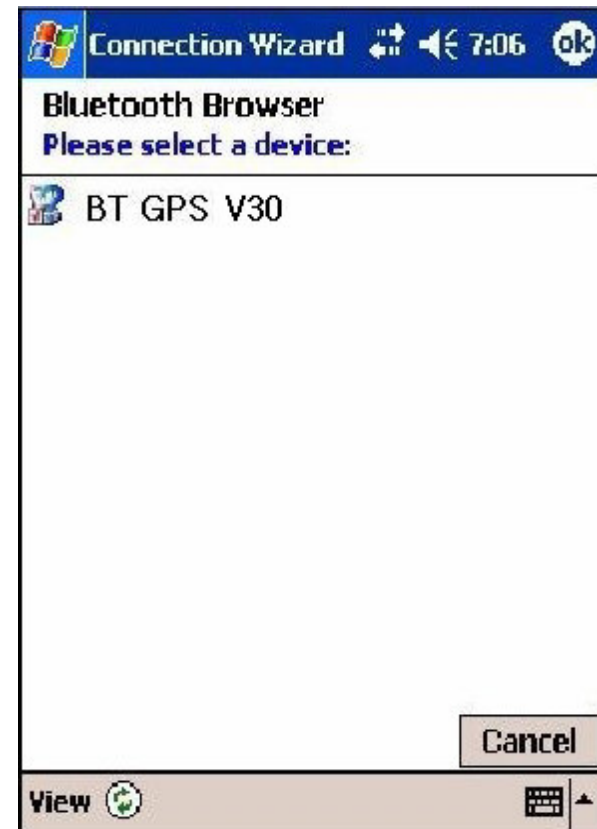 Connection Wizard 7:06 ok
Bluetooth Browser
Please select a device:
BT GPS V30
Cancel
View